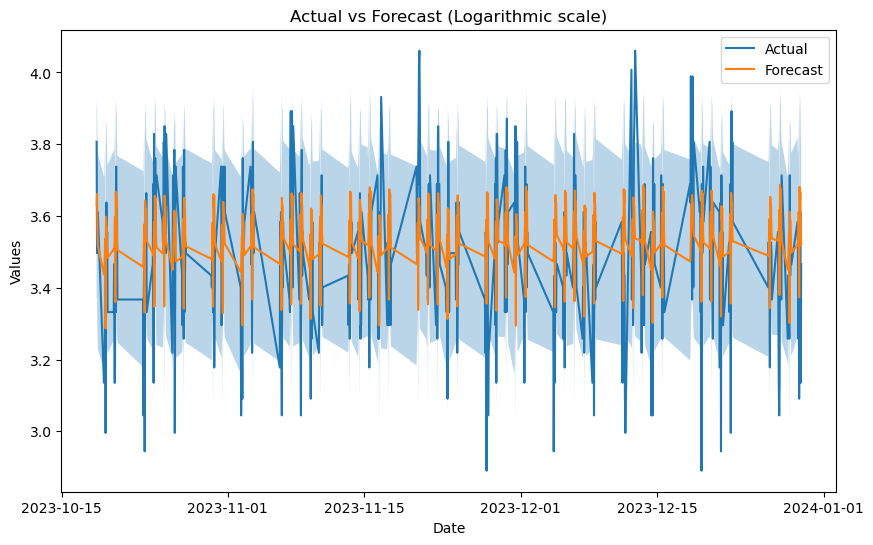 Actual vs Forecast (Logarithmic scale)
Actual
Forecast
Values
4.0
3.8
3.6
3.4
3.2
3.0
2023-10-15
2023-11-01
2023-11-15
2023-12-01
2023-12-15
2024-01-01
Date